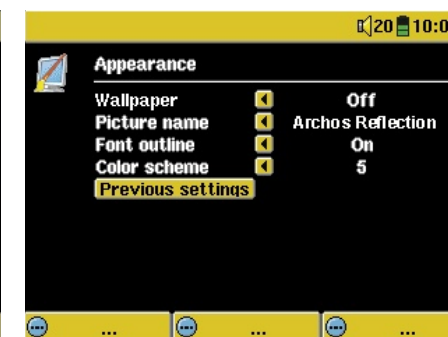 20 10:0
Appearance
Wallpaper Off
Picture name Archos Reflection
Font outline On
Color scheme 5
Previous settings
... ... ...